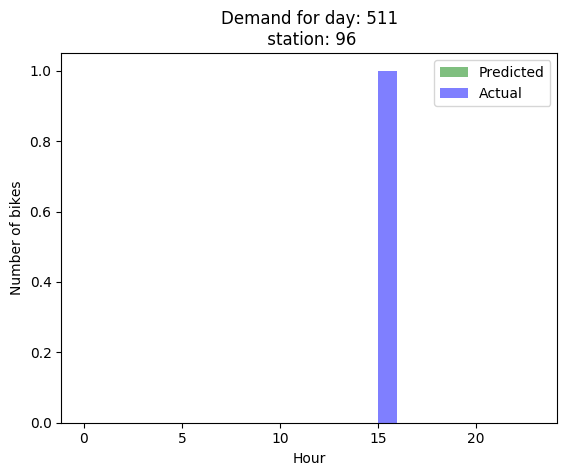 Demand for day: 511
station: 96
Predicted
Actual
Number of bikes
1.0
0.8
0.6
0.4
0.2
0.0
0 5 10 15 20
Hour